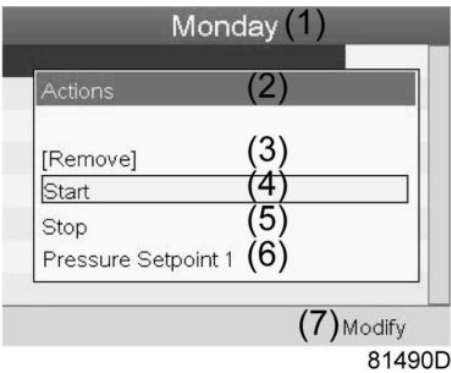 Monday (1)
Actions (2)
[Remove] (3)
Start (4)
Stop (5)
Pressure Setpoint 1 (6)
(7) Modify
81490D